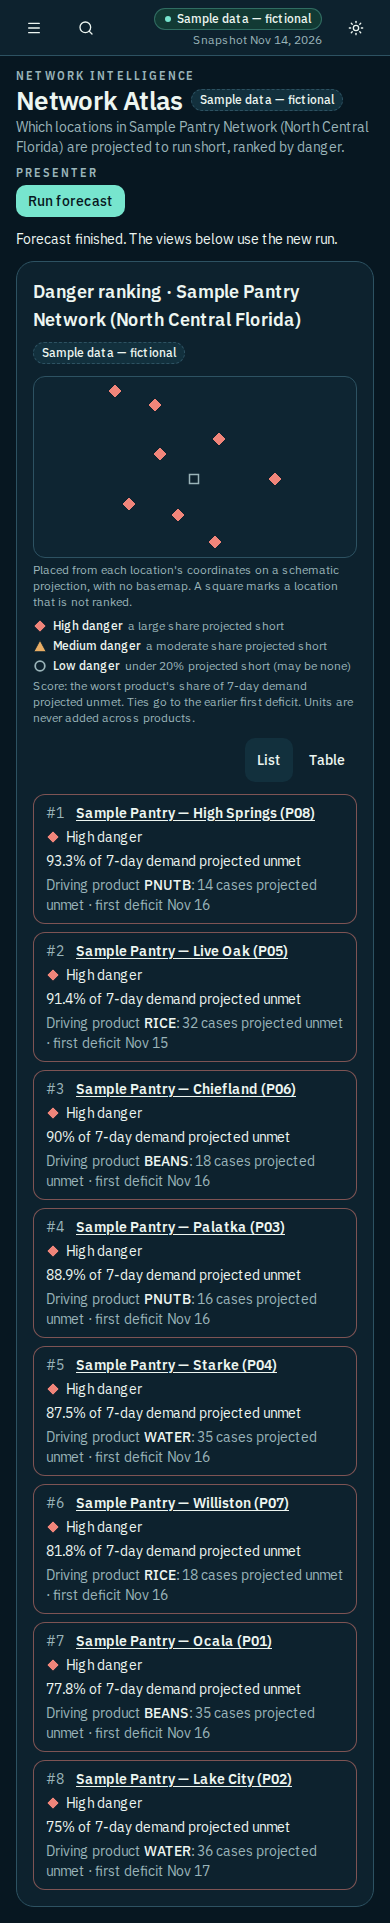 Sample data — fictional
Snapshot Nov 14, 2026
NETWORK INTELLIGENCE
Network Atlas Sample data — fictional
Which locations in Sample Pantry Network (North Central
Florida) are projected to run short, ranked by danger.
PRESENTER
Run forecast
Forecast finished. The views below use the new run.
Danger ranking · Sample Pantry
Network (North Central Florida)
Sample data — fictional
Placed from each location's coordinates on a schematic
projection, with no basemap. A square marks a location
that is not ranked.
High danger a large share projected short
Medium danger a moderate share projected short
Low danger under 20% projected short (may be none)
Score: the worst product's share of 7-day demand
projected unmet. Ties go to the earlier first deficit. Units are
never added across products.
List Table
#1 Sample Pantry — High Springs (P08)
High danger
93.3% of 7-day demand projected unmet
Driving product PNUTB: 14 cases projected
unmet · first deficit Nov 16
#2 Sample Pantry — Live Oak (P05)
High danger
91.4% of 7-day demand projected unmet
Driving product RICE: 32 cases projected unmet
· first deficit Nov 15
#3 Sample Pantry — Chiefland (P06)
High danger
90% of 7-day demand projected unmet
Driving product BEANS: 18 cases projected
unmet · first deficit Nov 16
#4 Sample Pantry — Palatka (P03)
High danger
88.9% of 7-day demand projected unmet
Driving product PNUTB: 16 cases projected
unmet · first deficit Nov 16
#5 Sample Pantry — Starke (P04)
High danger
87.5% of 7-day demand projected unmet
Driving product WATER: 35 cases projected
unmet · first deficit Nov 16
#6 Sample Pantry — Williston (P07)
High danger
81.8% of 7-day demand projected unmet
Driving product RICE: 18 cases projected unmet
· first deficit Nov 16
#7 Sample Pantry — Ocala (P01)
High danger
77.8% of 7-day demand projected unmet
Driving product BEANS: 35 cases projected
unmet · first deficit Nov 16
#8 Sample Pantry — Lake City (P02)
High danger
75% of 7-day demand projected unmet
Driving product WATER: 36 cases projected
unmet · first deficit Nov 17